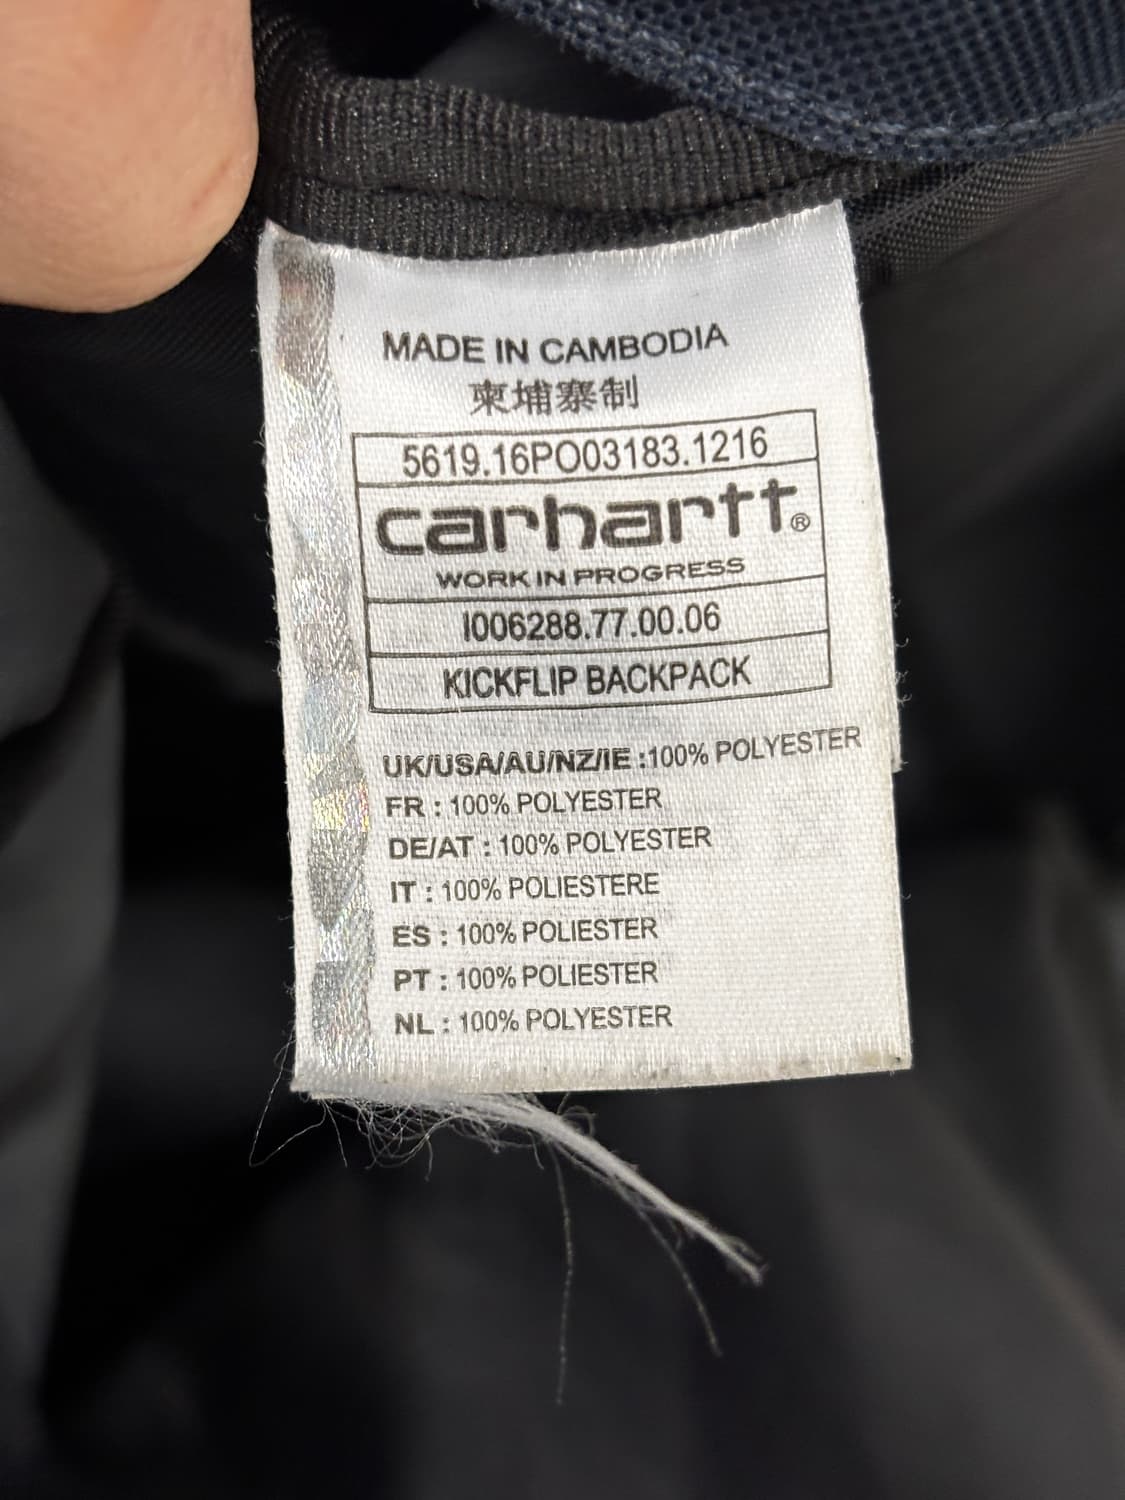 MADE IN CAMBODIA
柬埔寨制
5619.16PO03183.1216
carhartt®
WORK IN PROGRESS
I006288.77.00.06
KICKFLIP BACKPACK
UK/USA/AU/NZ/IE :100% POLYESTER
FR : 100% POLYESTER
DE/AT : 100% POLYESTER
IT : 100% POLIESTERE
ES : 100% POLIESTER
PT : 100% POLIESTER
NL : 100% POLYESTER